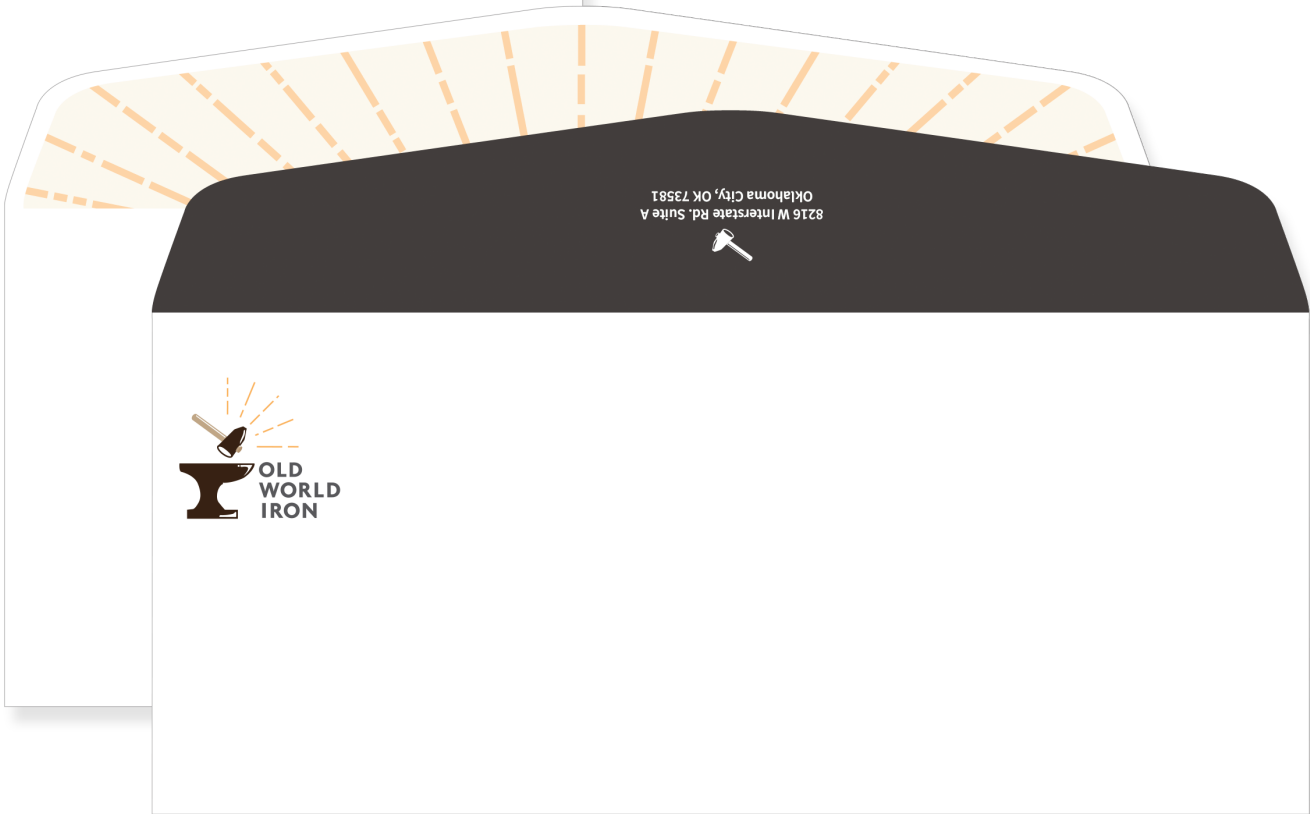 8216 W Interstate Rd. Suite A
Oklahoma City, OK 73581
OLD
WORLD
IRON